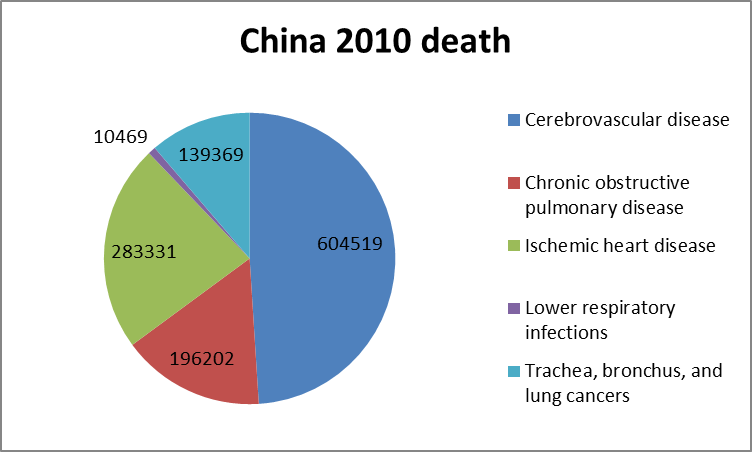 China 2010 death
10469
139369
604519
283331
196202
Cerebrovascular disease
Chronic obstructive
pulmonary disease
Ischemic heart disease
Lower respiratory
infections
Trachea, bronchus, and
lung cancers